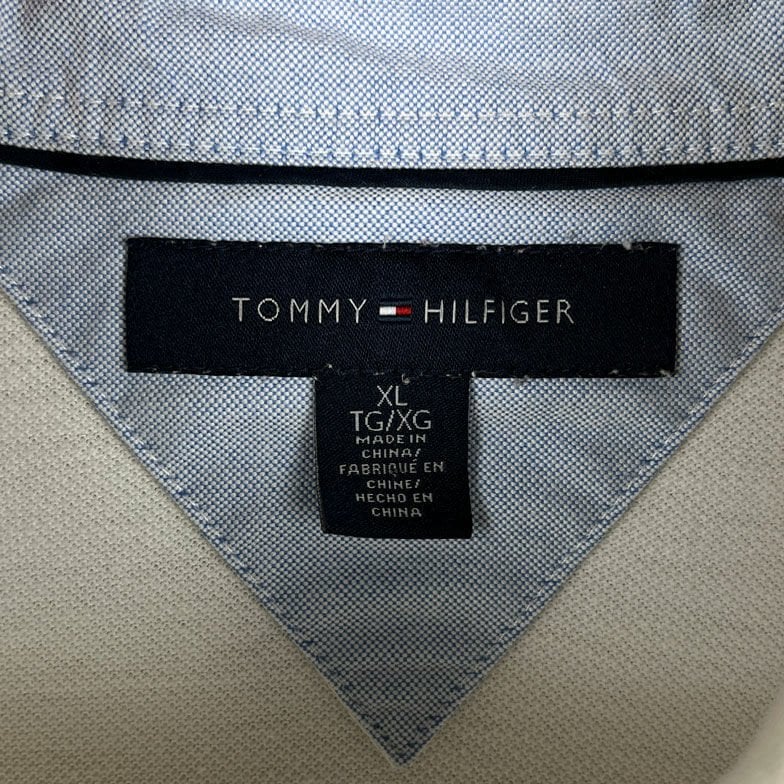 TOMMY HILFIGER
XL
TG/XG
MADE IN
CHINA/
FABRIQUÉ EN
CHINE/
HECHO EN
CHINA